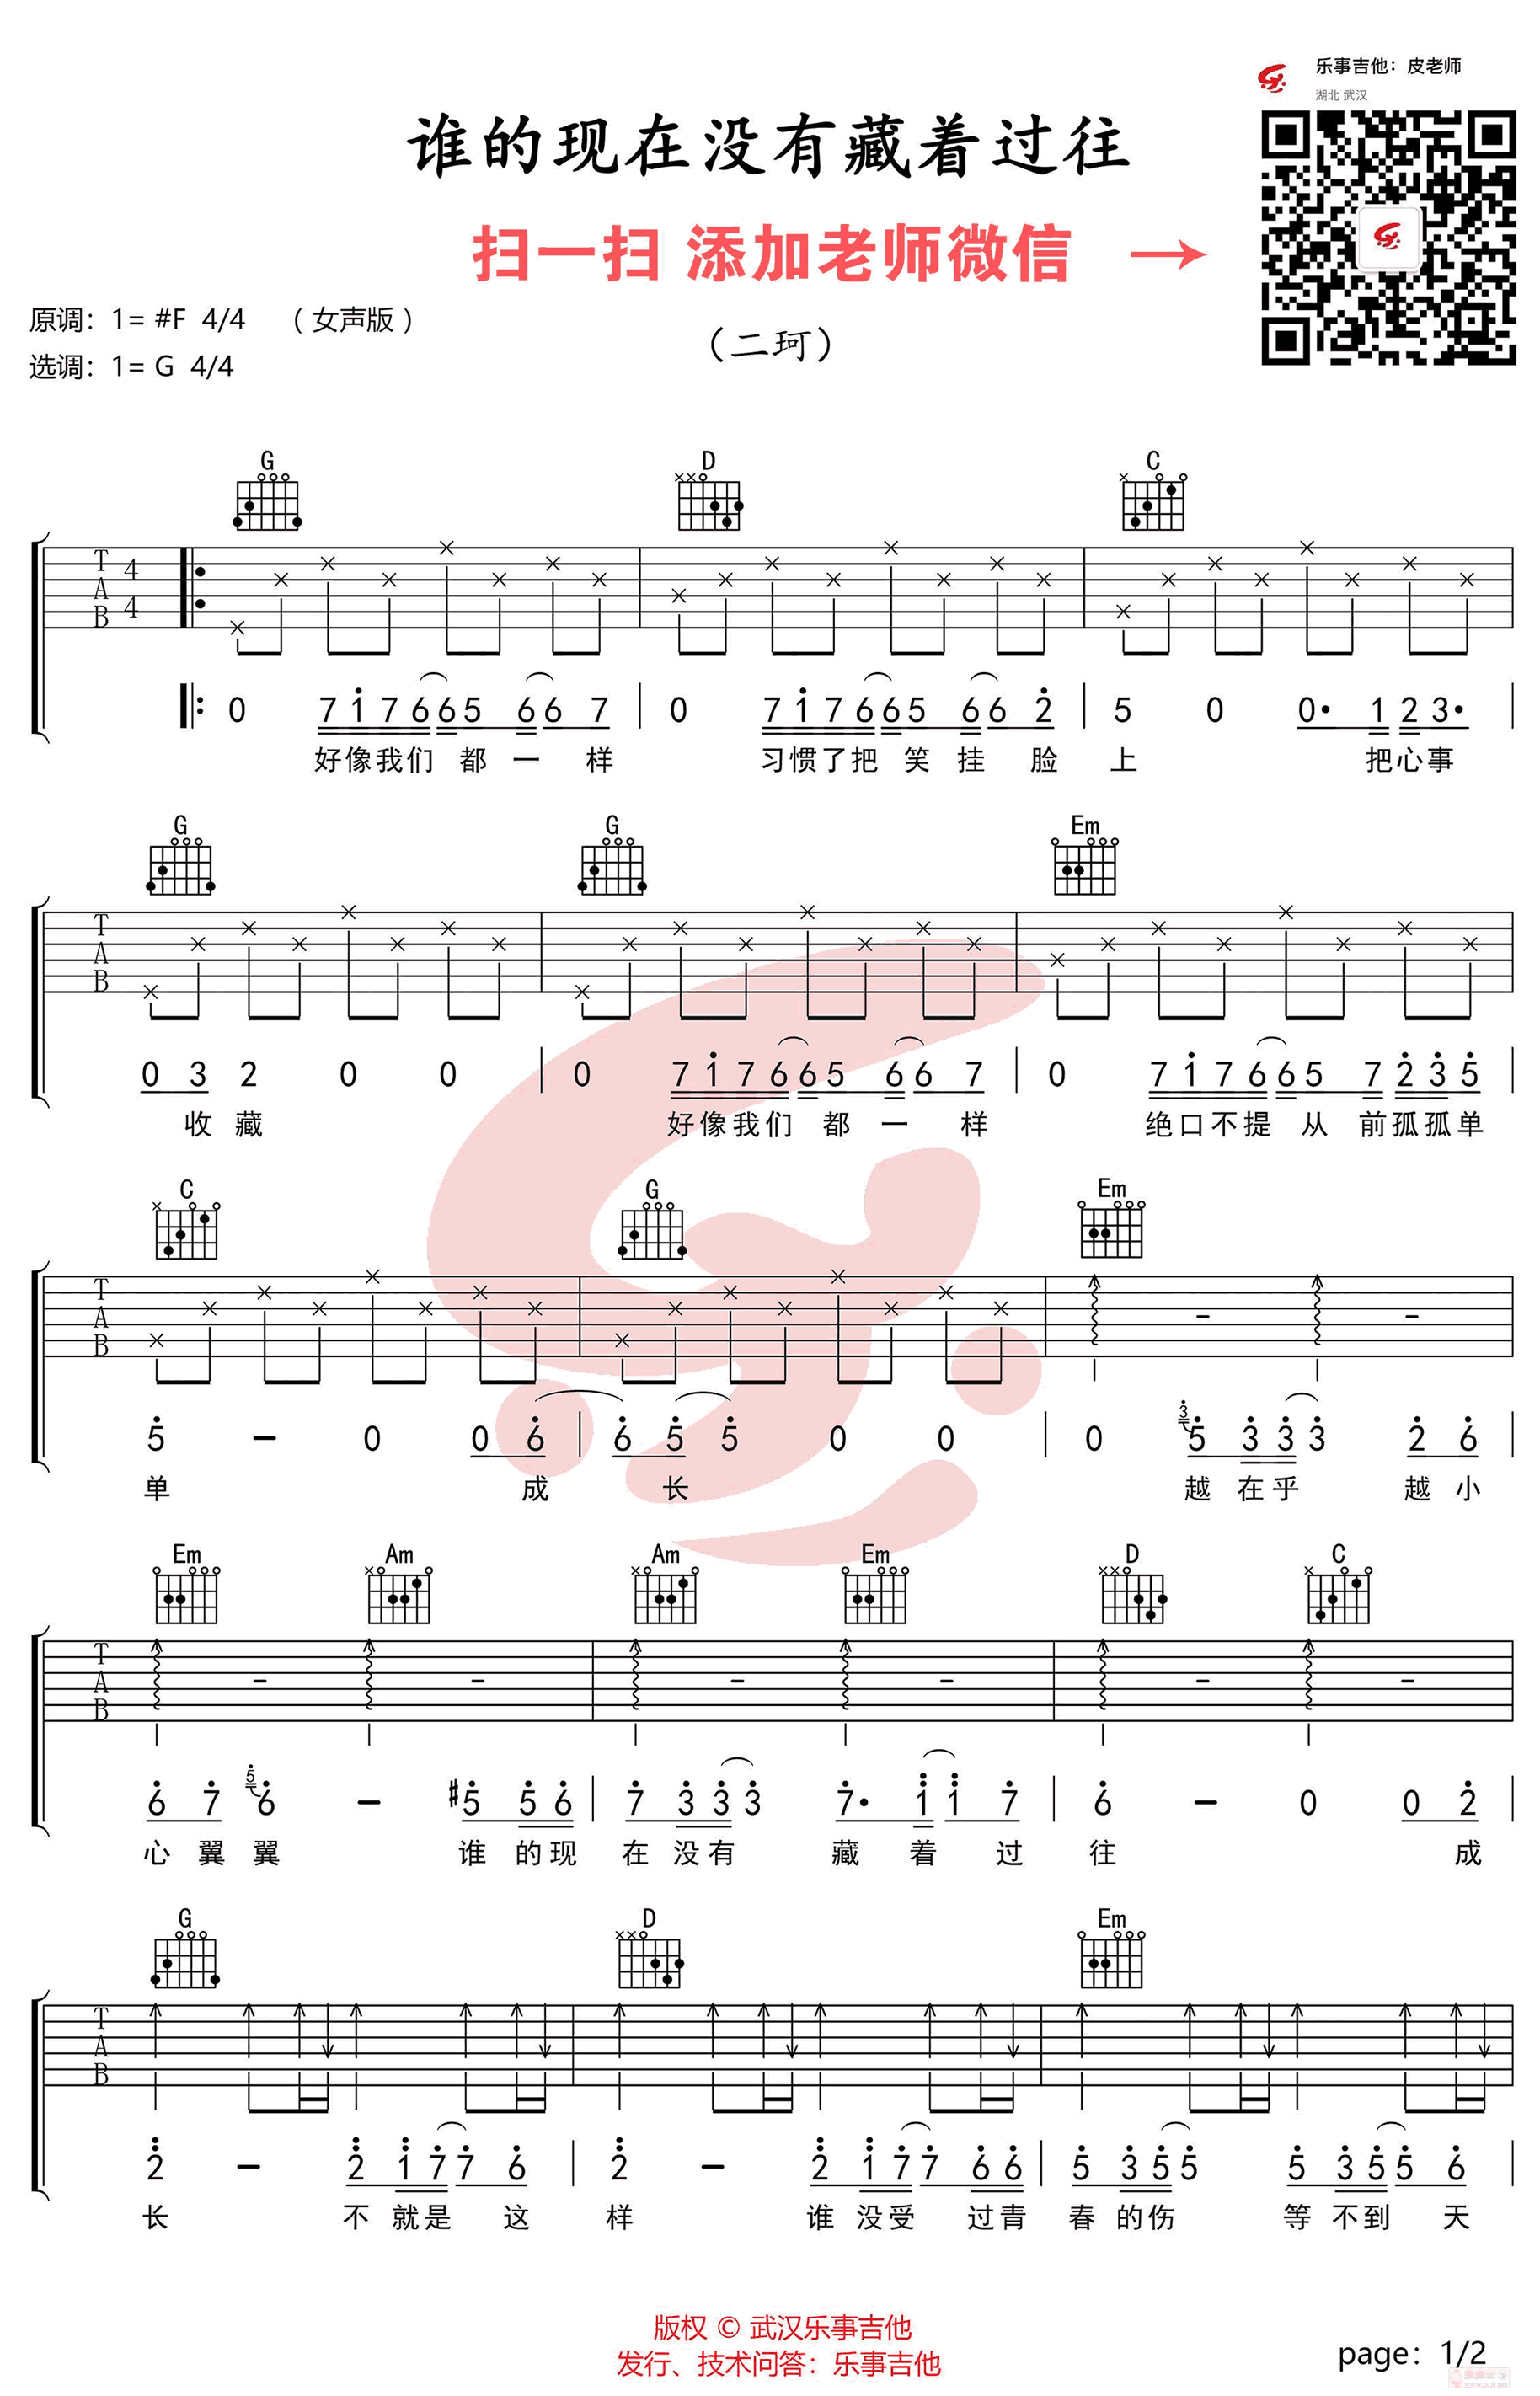 乐事吉他：皮老师
湖北 武汉
谁的现在没有藏着过往
扫一扫 添加老师微信 →
原调：1= #F 4/4 （女声版）
（二珂）
选调：1= G 4/4
G D C
T A B 4 4
0 7 1 7 6 6 5 6 6 7 0 7 1 7 6 6 5 6 6 2 5 0 0· 1 2 3·
好像我们 都 一 样 习惯了把 笑 挂 脸 上 把心事
G G Em
T A B
0 3 2 0 0 0 7 1 7 6 6 5 6 6 7 0 7 1 7 6 6 5 7 2 3 5
收 藏 好像我们 都 一 样 绝口不提 从 前孤孤单
C G Em
T A B
5 - 0 0 6 6 5 5 0 0 0 3 5 3 3 3 2 6
单 成 长 越 在乎 越 小
Em Am Am Em D C
T A B
6 7 5 6 - #5 5 6 7 3 3 3 7· 1 1 7 6 - 0 0 2
心 翼 翼 谁 的现 在 没有 藏 着 过 往 成
G D Em
T A B
2 - 2 1 7 7 6 2 - 2 1 7 7 6 6 5 3 5 5 5 3 5 5 6
长 不 就是 这 样 谁 没受 过青 春 的伤 等 不到 天
版权 © 武汉乐事吉他
发行、技术问答：乐事吉他
page：1/2